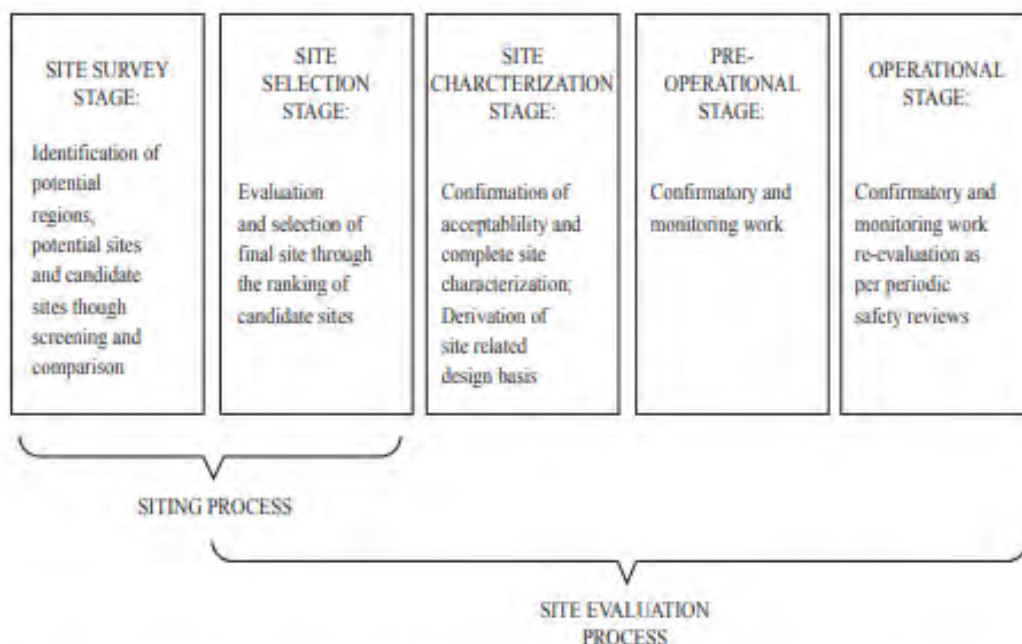 SITE SURVEY
STAGE:
Identification of
potential
regions,
potential sites
and candidate
sites though
screening and
comparison
SITE
SELECTION
STAGE:
Evaluation
and selection of
final site through
the ranking of
candidate sites
SITE
CHARCTERIZATION
STAGE:
Confirmation of
acceptablility and
complete site
characterization;
Derivation of
site related
design basis
PRE-
OPERATIONAL
STAGE:
Confirmatory and
monitoring work
OPERATIONAL
STAGE:
Confirmatory and
monitoring work
re-evaluation as
per periodic
safety reviews
SITING PROCESS
SITE EVALUATION
PROCESS